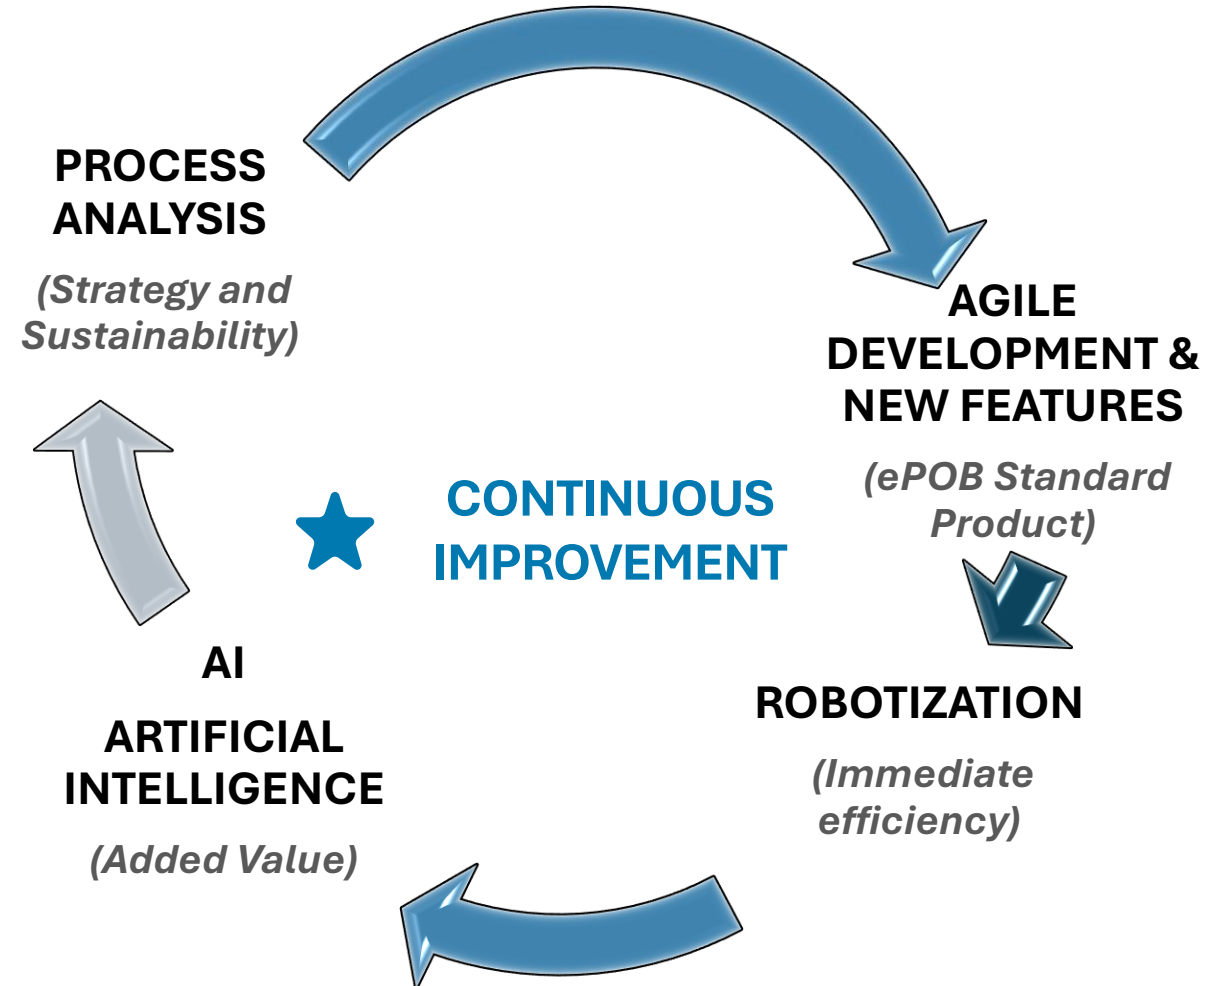 PROCESS
ANALYSIS
(Strategy and
Sustainability)
AGILE
DEVELOPMENT &
NEW FEATURES
(ePOB Standard
Product)
CONTINUOUS
IMPROVEMENT
ROBOTIZATION
(Immediate
efficiency)
AI
ARTIFICIAL
INTELLIGENCE
(Added Value)